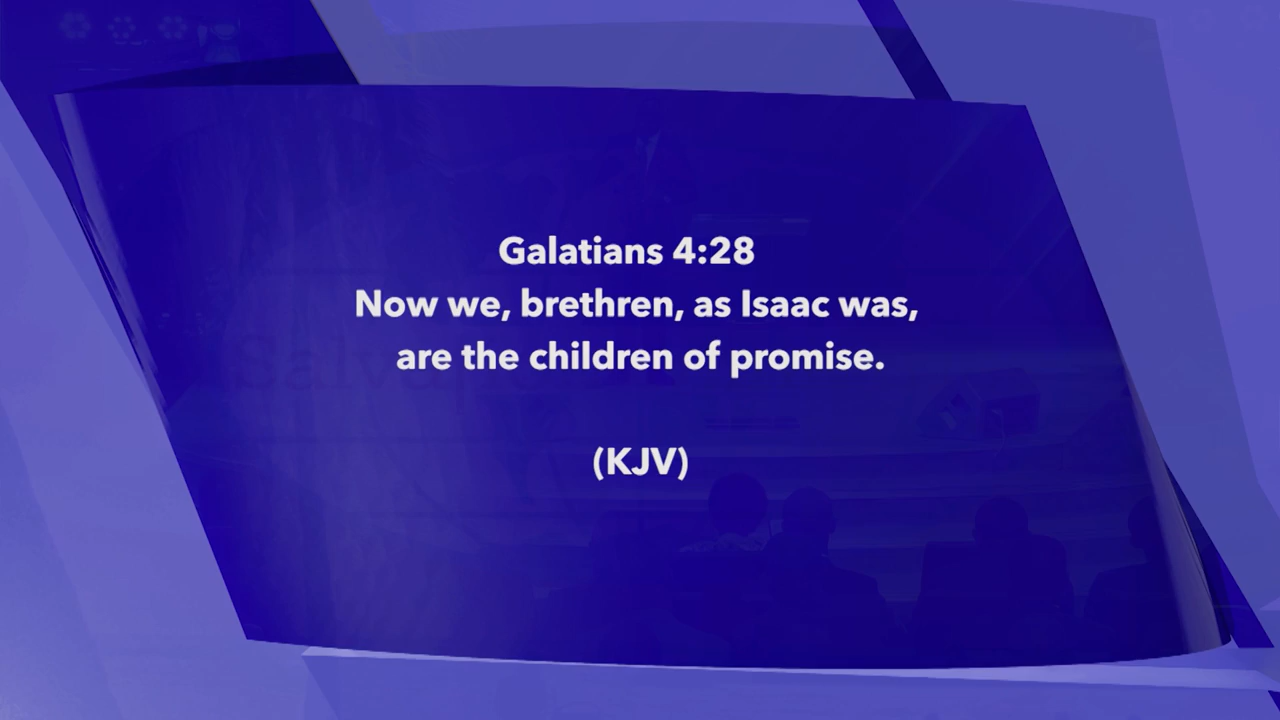 Galatians 4:28
Now we, brethren, as Isaac was,
are the children of promise.
(KJV)